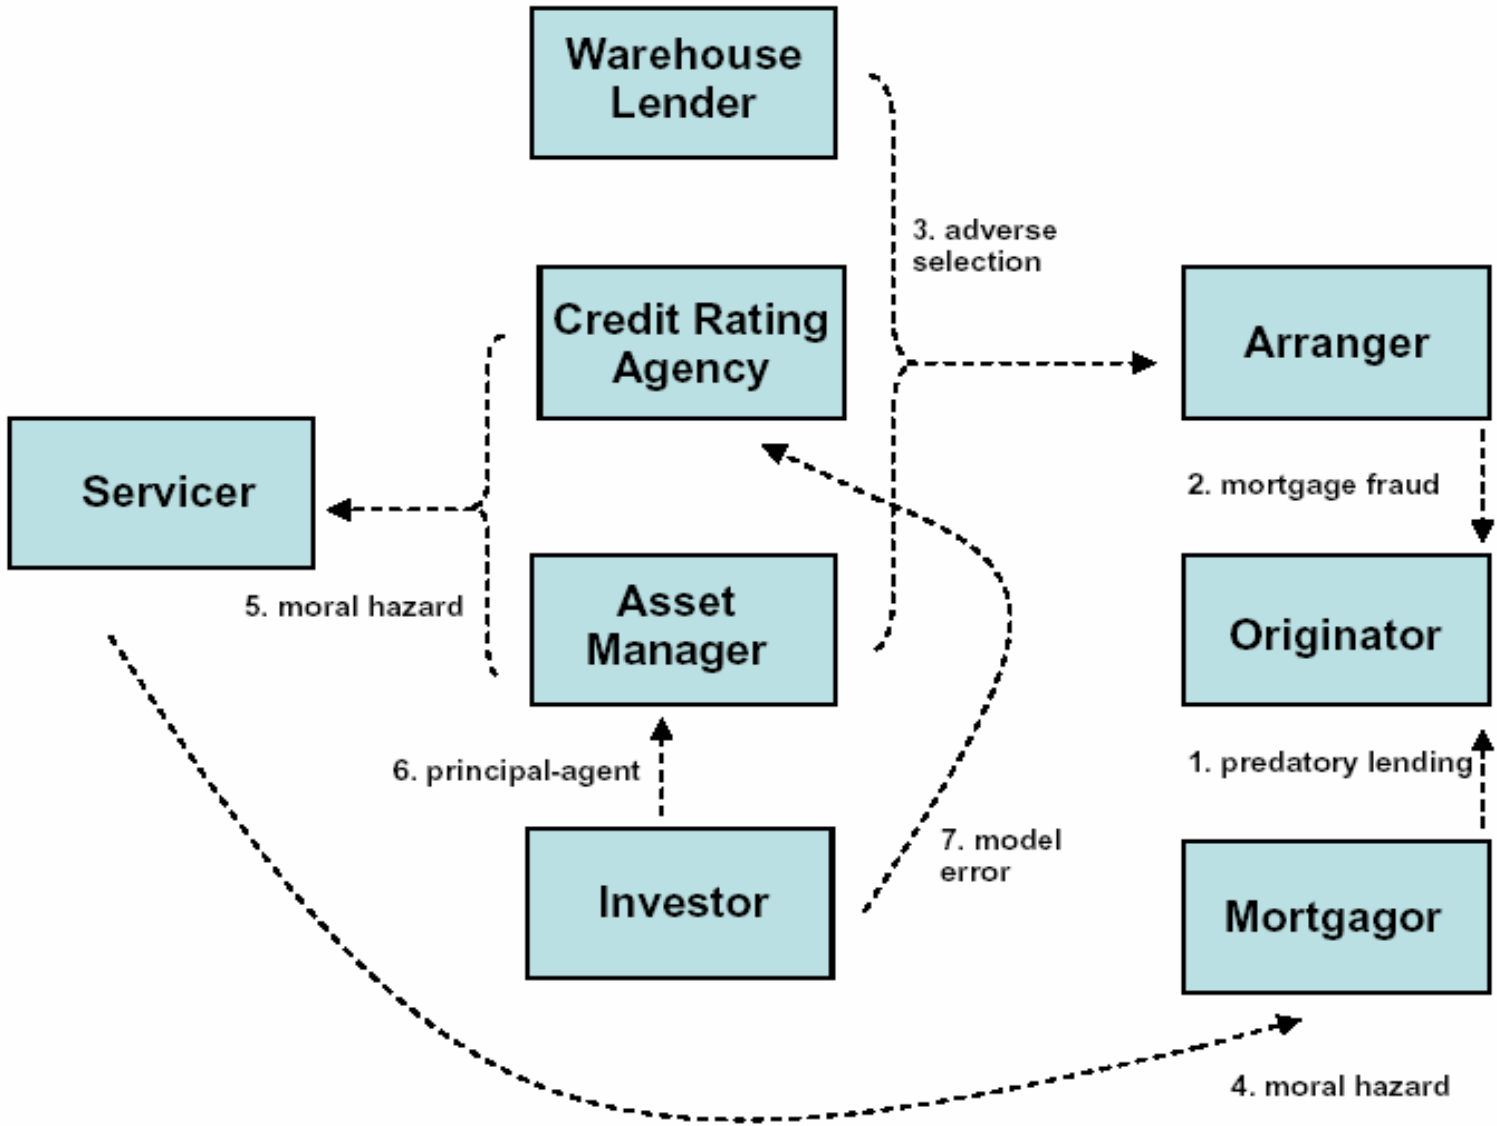 Warehouse
Lender
3. adverse
selection
Credit Rating
Agency
Arranger
Servicer
2. mortgage fraud
5. moral hazard
Asset
Manager
Originator
6. principal-agent
1. predatory lending
7. model
error
Investor
Mortgagor
4. moral hazard